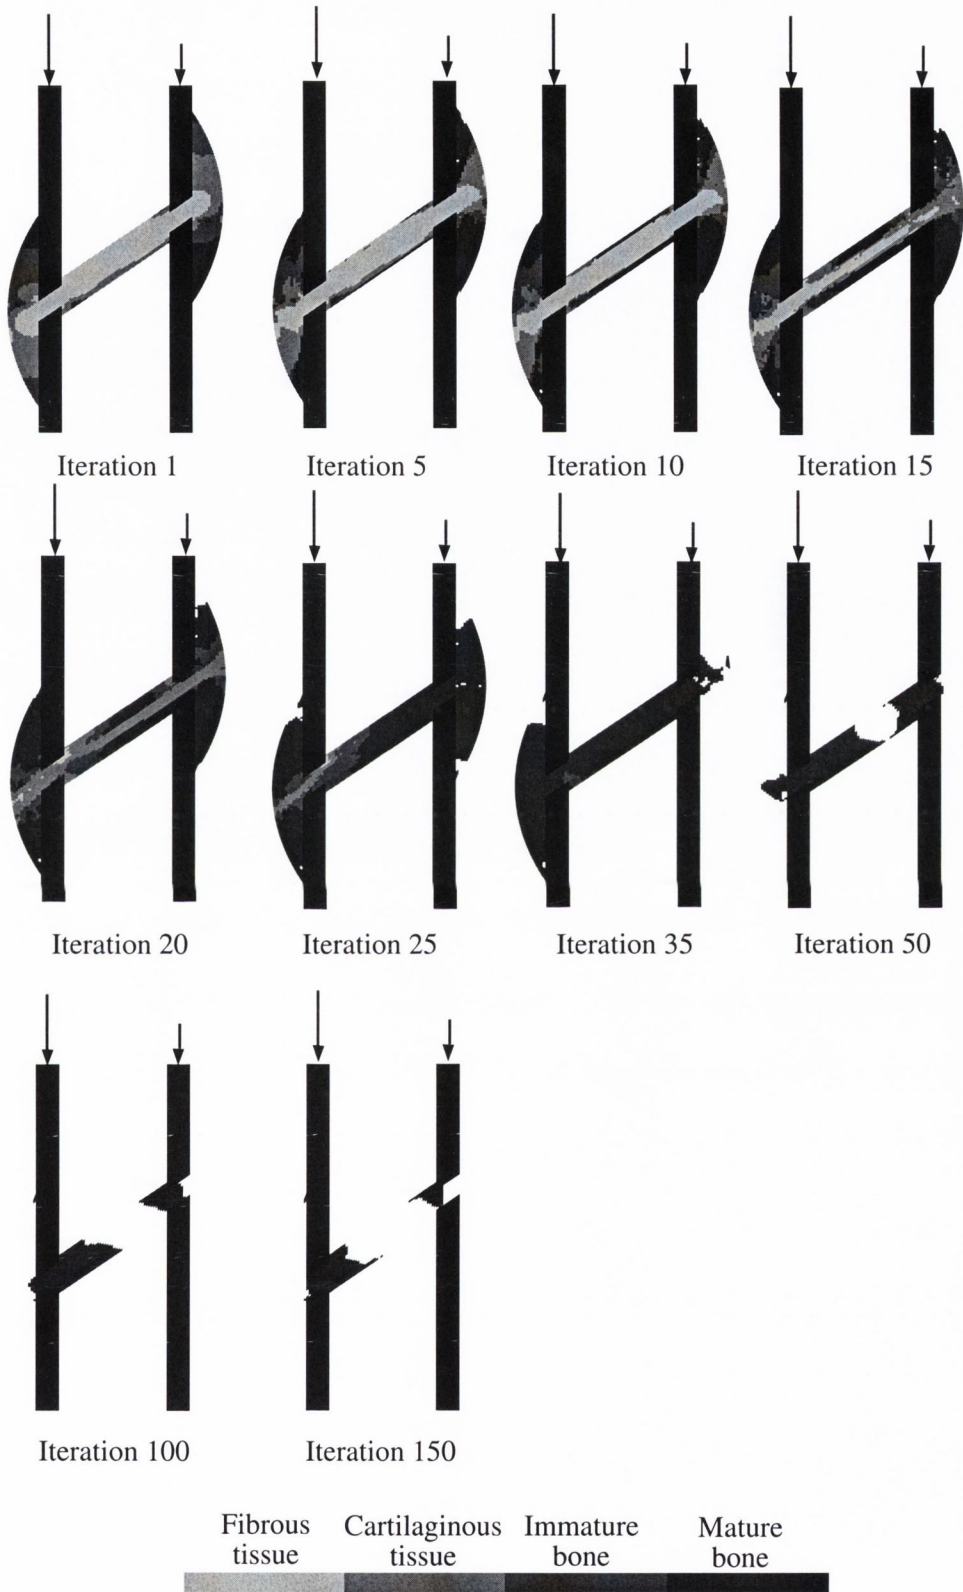 Iteration 1
Iteration 5
Iteration 10
Iteration 15
Iteration 20
Iteration 25
Iteration 35
Iteration 50
Iteration 100
Iteration 150
Fibrous
tissue
Cartilaginous
tissue
Immature
bone
Mature
bone